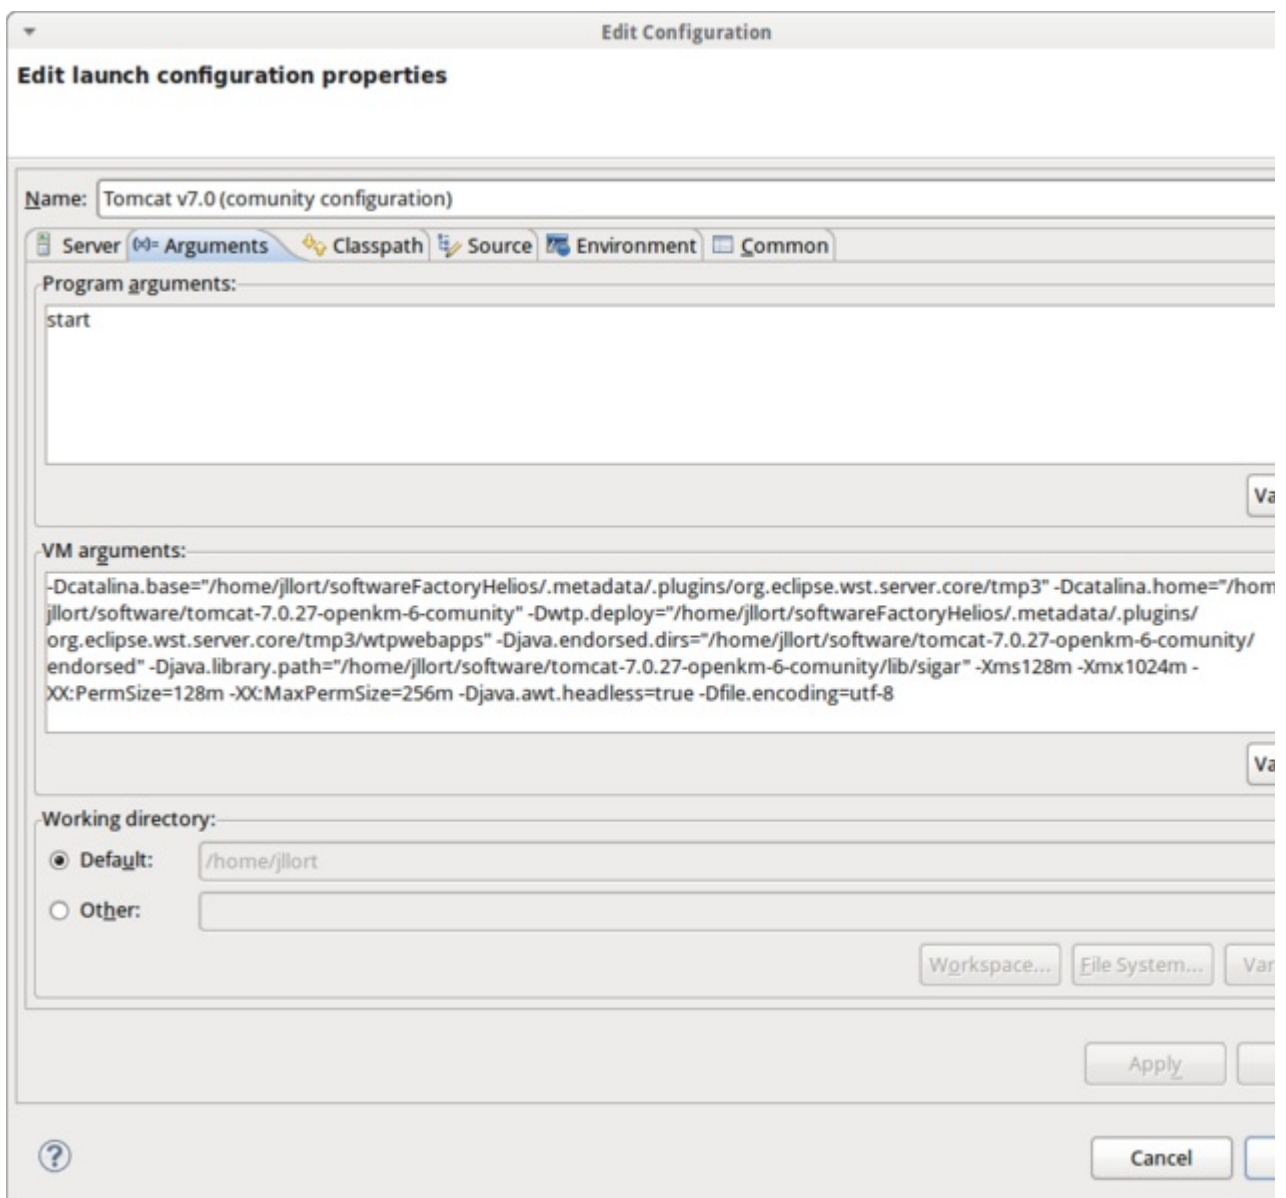 Edit Configuration
Edit launch configuration properties
Name: Tomcat v7.0 (comunity configuration)
Server (x)= Arguments Classpath Source Environment Common
Program arguments:
start
VM arguments:
-Dcatalina.base="/home/jllort/softwareFactoryHelios/.metadata/.plugins/org.eclipse.wst.server.core/tmp3" -Dcatalina.home="/hom
jllort/software/tomcat-7.0.27-openkm-6-comunity" -Dwtp.deploy="/home/jllort/softwareFactoryHelios/.metadata/.plugins/
org.eclipse.wst.server.core/tmp3/wtpwebapps" -Djava.endorsed.dirs="/home/jllort/software/tomcat-7.0.27-openkm-6-comunity/
endorsed" -Djava.library.path="/home/jllort/software/tomcat-7.0.27-openkm-6-comunity/lib/sigar" -Xms128m -Xmx1024m -
XX:PermSize=128m -XX:MaxPermSize=256m -Djava.awt.headless=true -Dfile.encoding=utf-8
Working directory:
Default: /home/jllort
Other:
Workspace... File System...
Apply
? Cancel